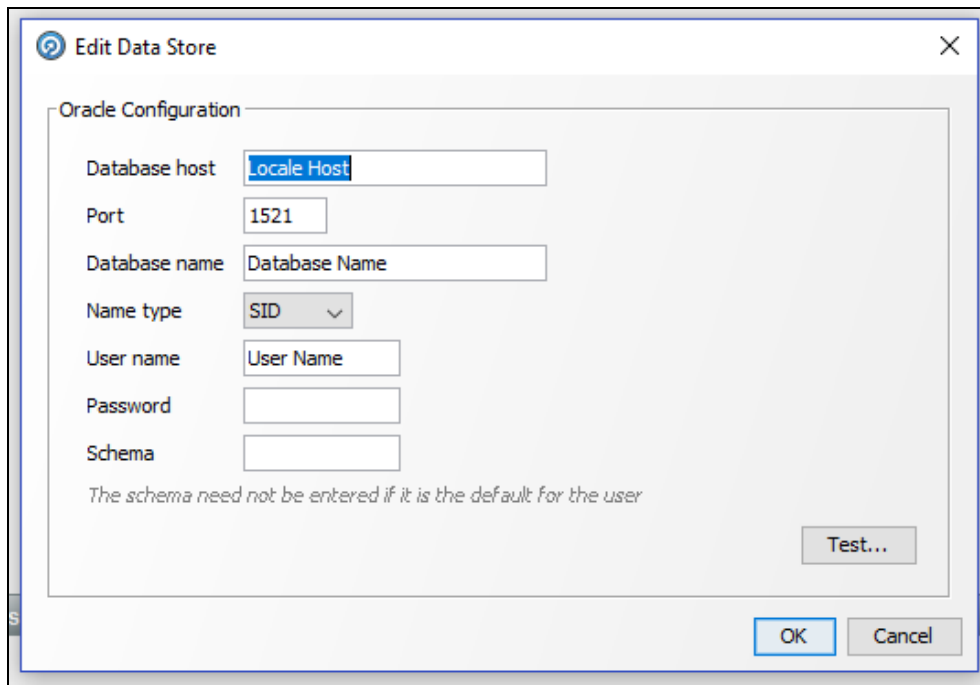 Edit Data Store
Oracle Configuration
Database host Locale Host
Port 1521
Database name Database Name
Name type SID
User name User Name
Password
Schema
The schema need not be entered if it is the default for the user
Test...
s
OK Cancel